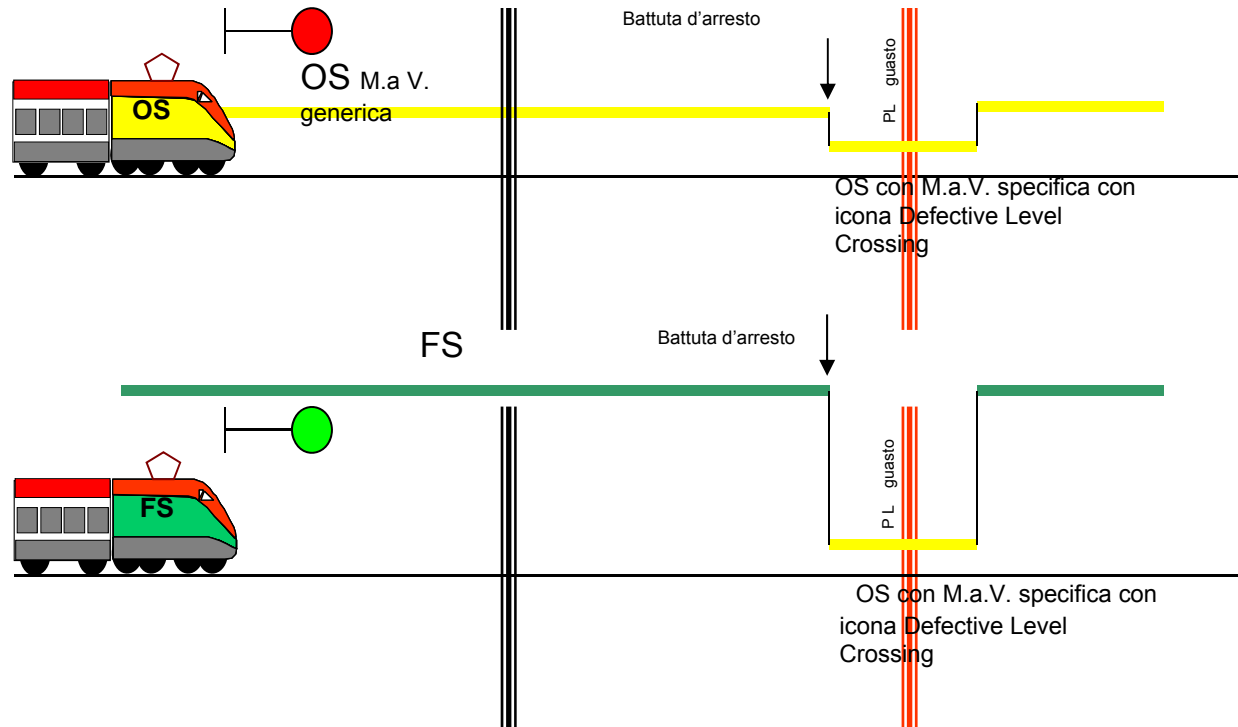 Battuta d'arresto
OS M.a V.
generica
OS
PL guasto
OS con M.a.V. specifica con
icona Defective Level
Crossing
FS
Battuta d'arresto
P L guasto
FS
OS con M.a.V. specifica con
icona Defective Level
Crossing